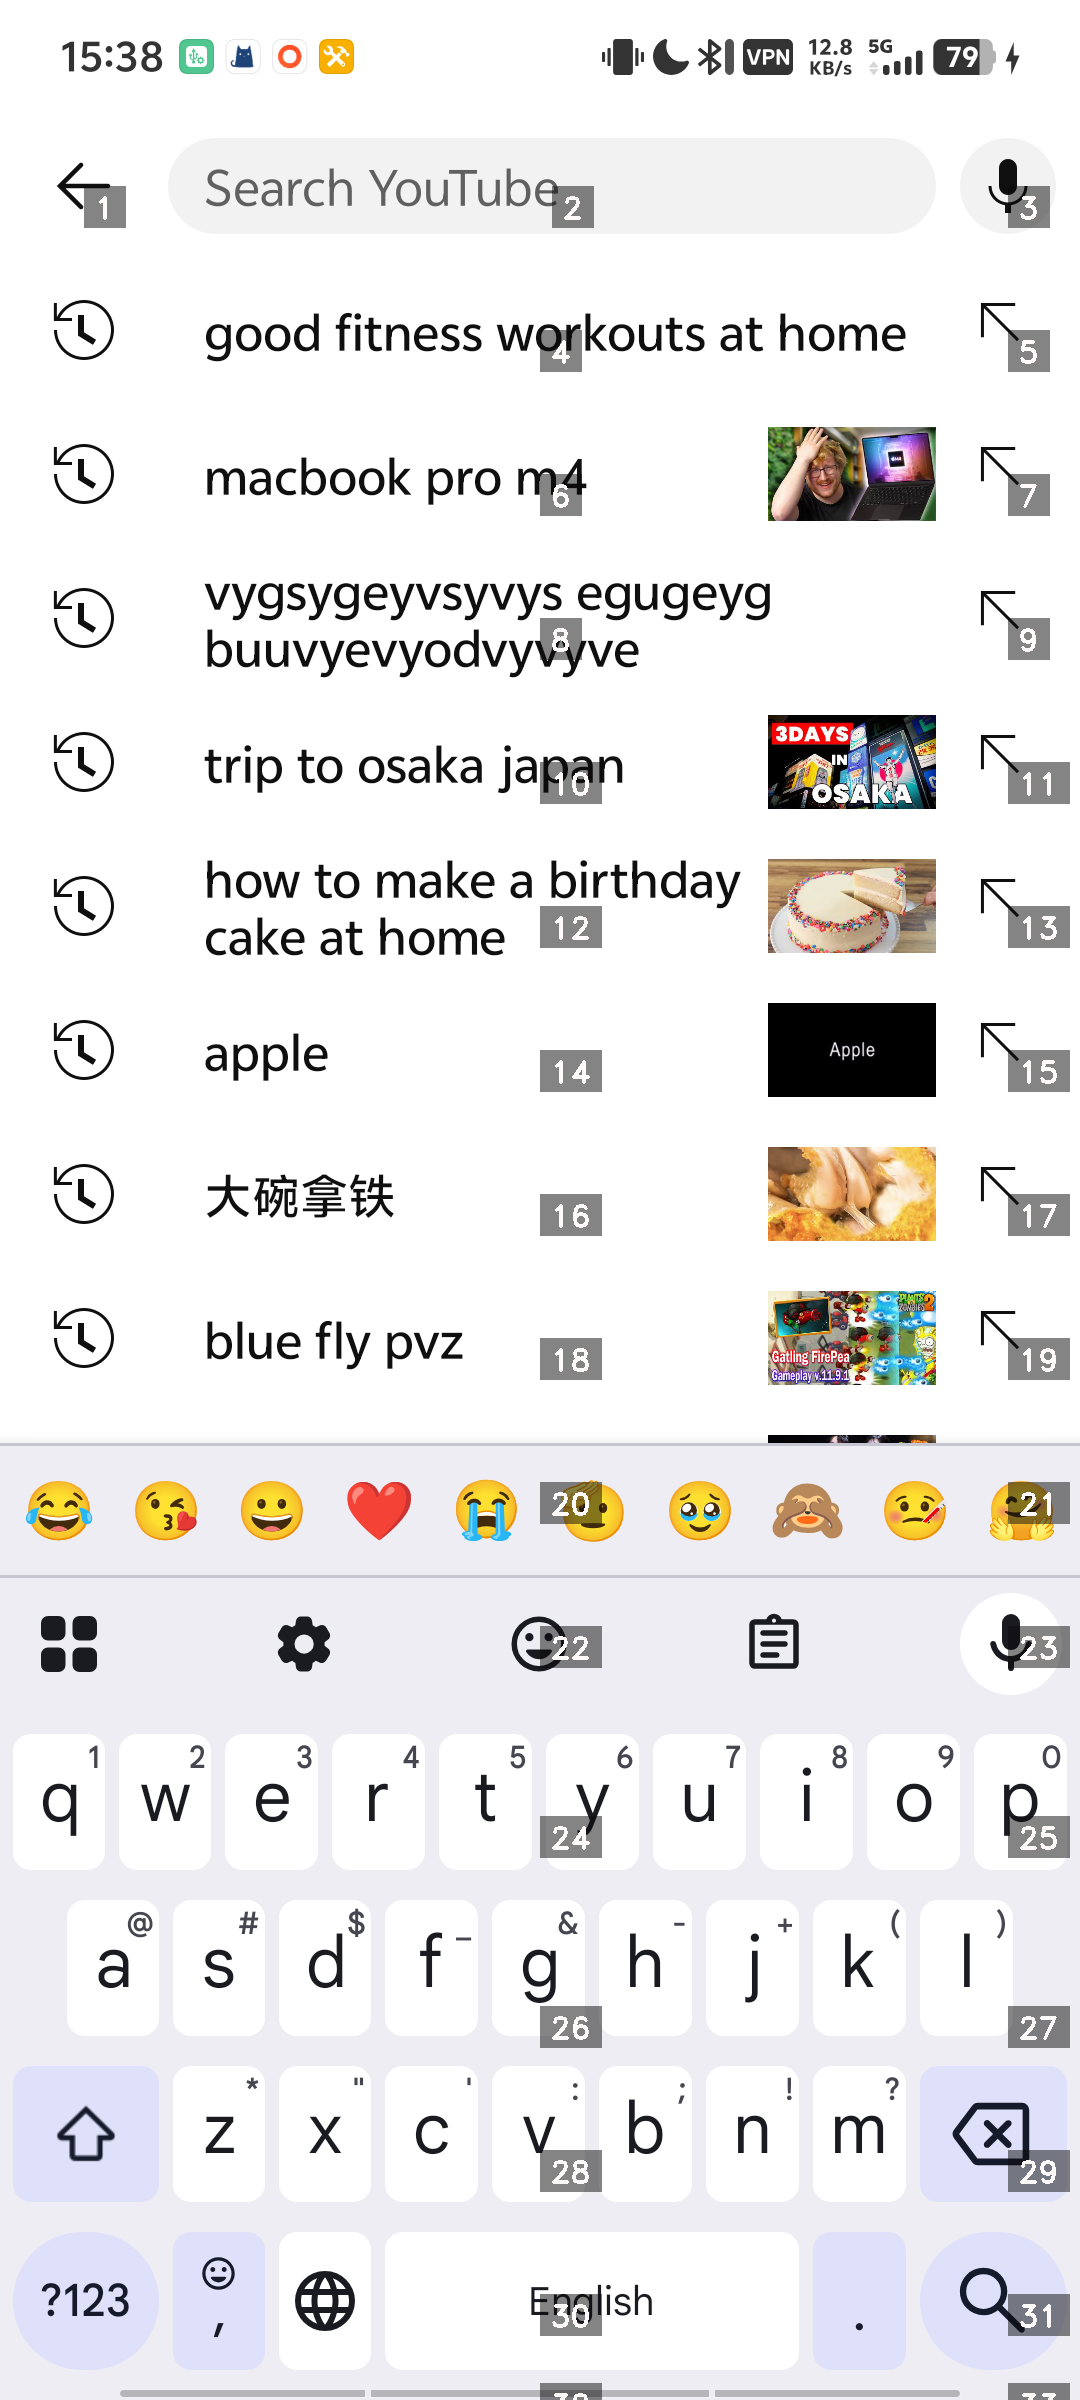 15:38
VPN
12.8
KB/s
5G
79
1
Search YouTube
2
3
good fitness workouts at home
4
5
macbook pro m4
6
7
vygsygeyvsyvys egugeyg
buuvyevyodvyvyve
8
9
trip to osaka japan
10
3DAYS
IN
OSAKA
11
how to make a birthday
cake at home
12
13
apple
14
Apple
15
大碗拿铁
16
17
blue fly pvz
18
PLANTS
ZOMBIES 2
Gatling FirePea
Gameplay v.11.9.1
19
20
21
22
23
1 2 3 4 5 6 7 8 9 0
q w e r t y u i o p
24
25
@ # $ _ & - + ( )
a s d f g h j k l
26
27
* " ' : ; ! ?
z x c v b n m
28
29
?123
,
English
30
.
31